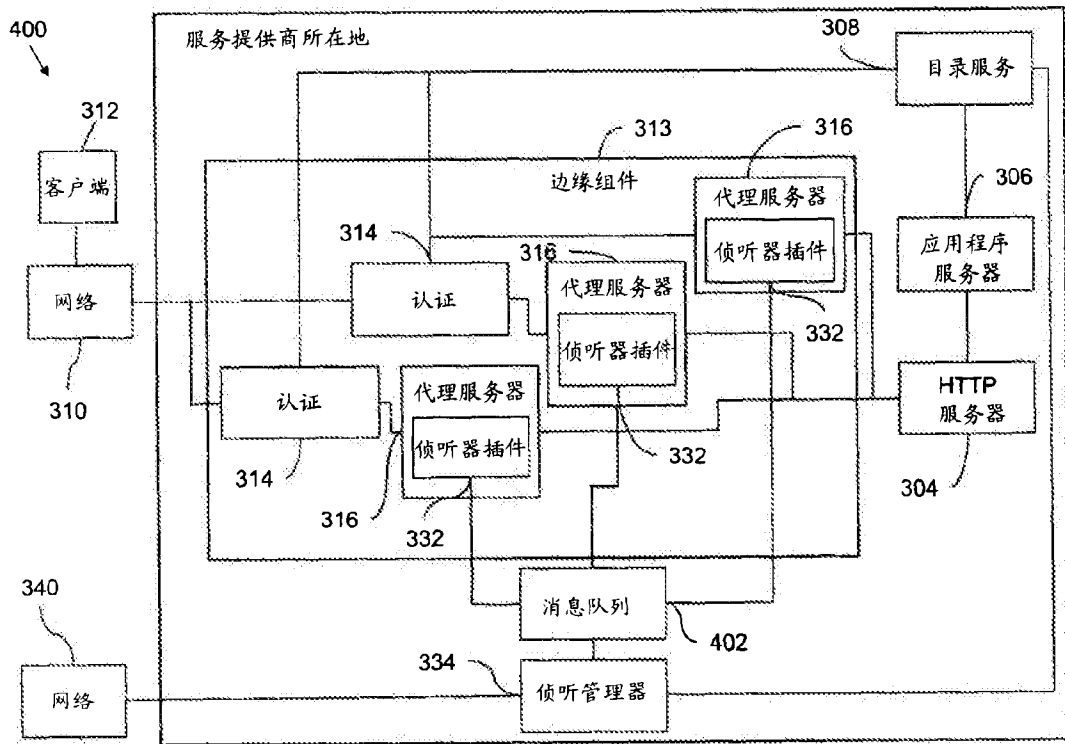 400
服务提供商所在地
308
目录服务
312
客户端
313
316
边缘组件
代理服务器
侦听器插件
306
应用程序
服务器
314
316
认证
代理服务器
侦听器插件
332
网络
310
认证
314
代理服务器
侦听器插件
332
HTTP
服务器
304
316
332
340
消息队列
402
334
网络
侦听管理器